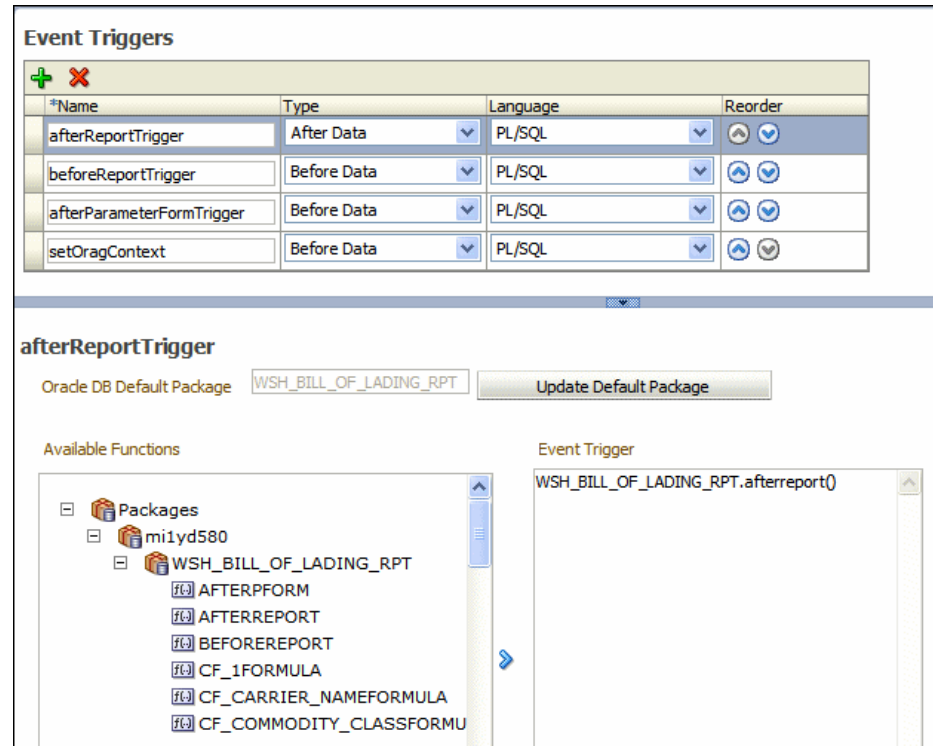 Event Triggers
*Name Type Language Reorder
afterReportTrigger After Data PL/SQL
beforeReportTrigger Before Data PL/SQL
afterParameterFormTrigger Before Data PL/SQL
setOragContext Before Data PL/SQL
afterReportTrigger
Oracle DB Default Package WSH_BILL_OF_LADING_RPT Update Default Package
Available Functions Event Trigger
WSH_BILL_OF_LADING_RPT.afterreport()
Packages
mi1yd580
WSH_BILL_OF_LADING_RPT
f(.) AFTERPFORM
f(.) AFTERREPORT
f(.) BEFOREREPORT
f(.) CF_1FORMULA
f(.) CF_CARRIER_NAMEFORMULA
f(.) CF_COMMODITY_CLASSFORMU